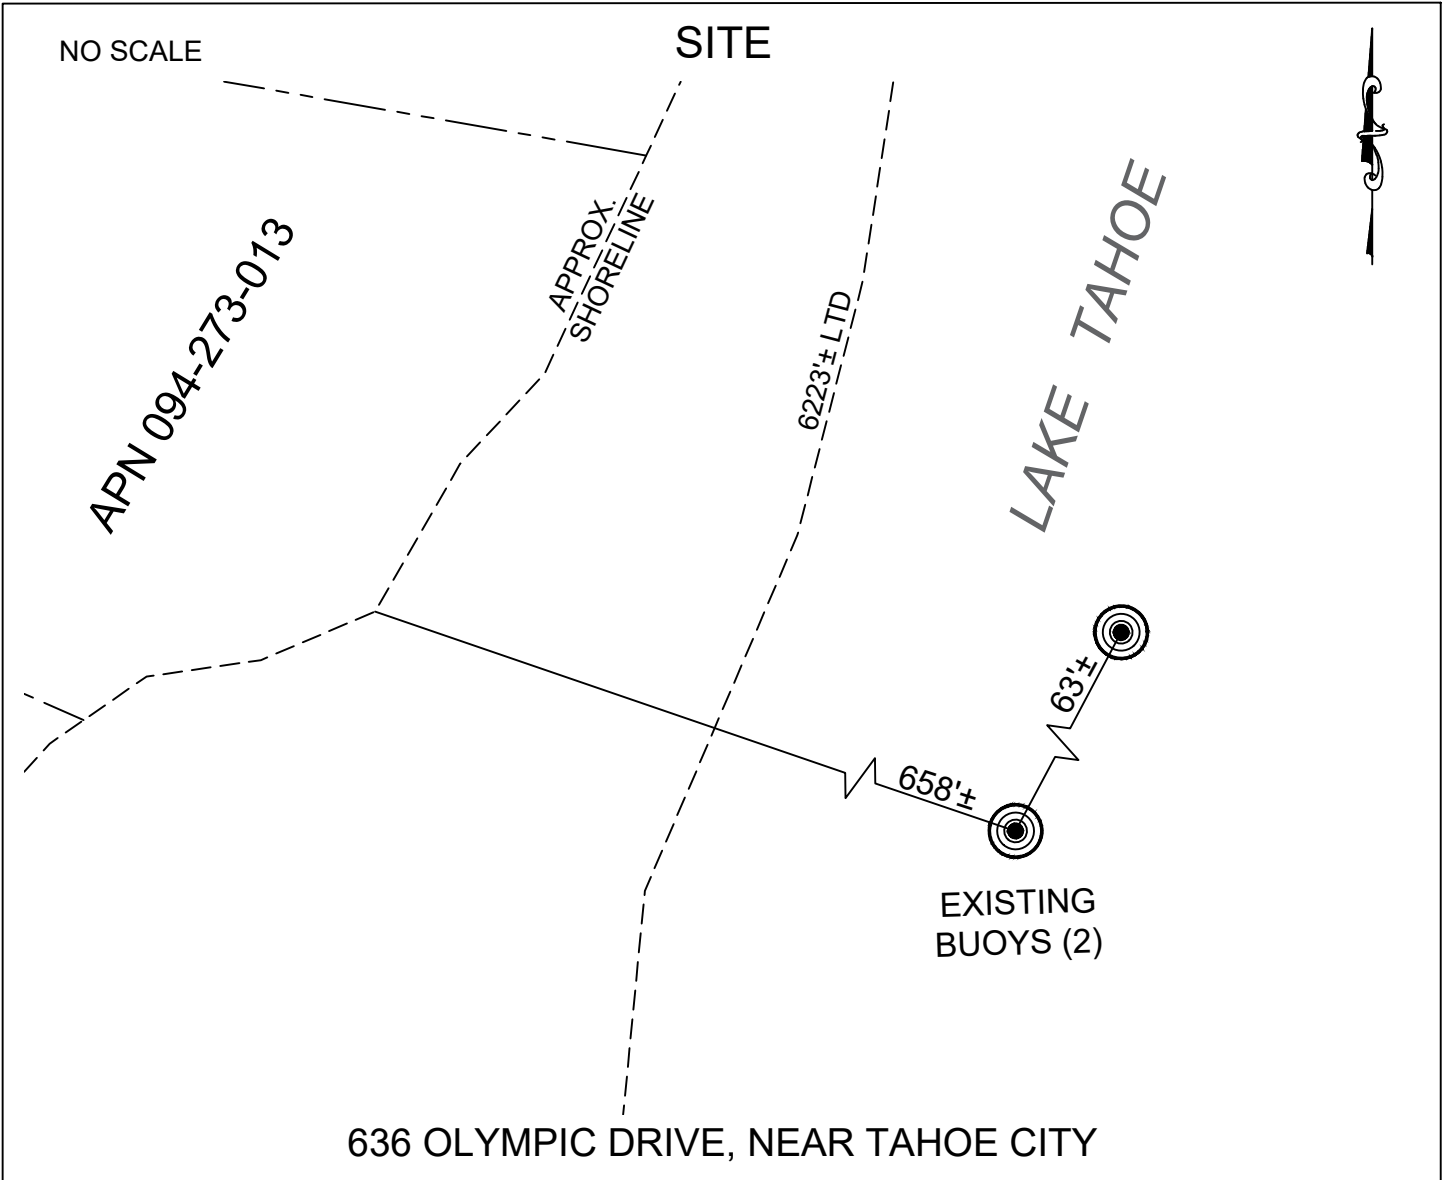 NO SCALE
SITE
APPROX.
SHORELINE
APN 094-273-013
6223'± LTD
LAKE TAHOE
63'±
658'±
EXISTING
BUOYS (2)
636 OLYMPIC DRIVE, NEAR TAHOE CITY